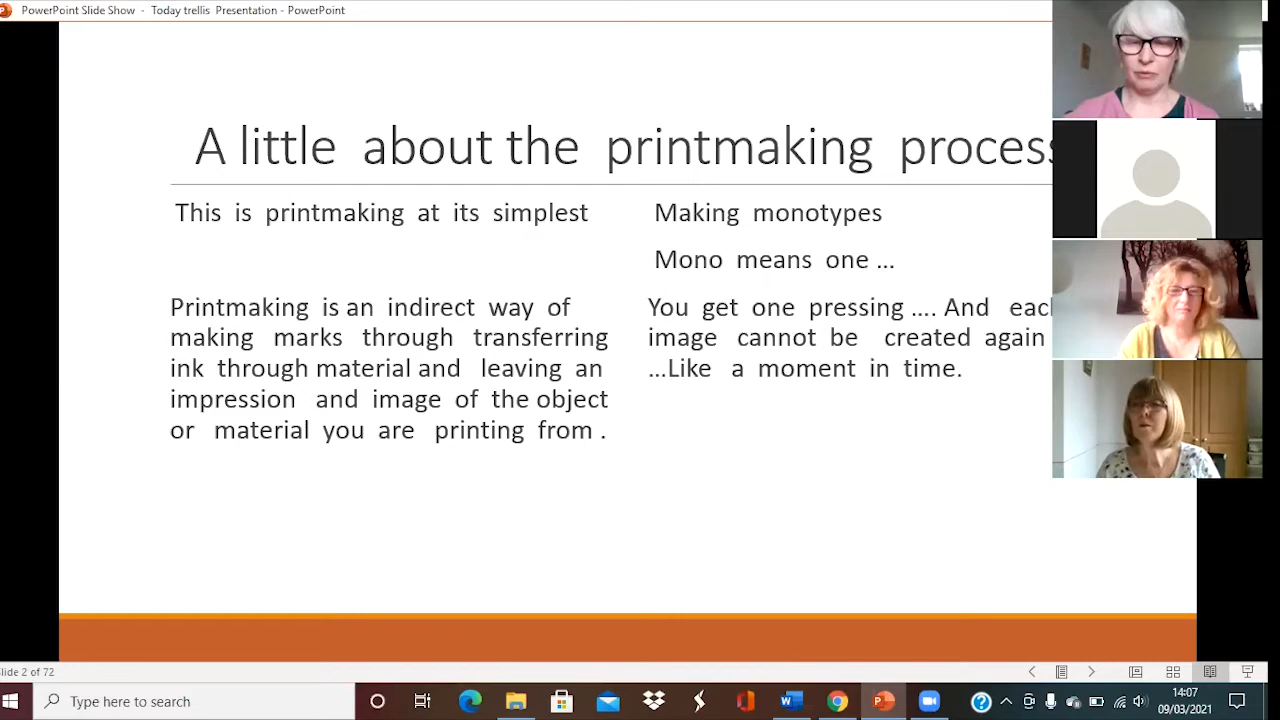 PowerPoint Slide Show - Today trellis Presentation - PowerPoint
A little about the printmaking process
This is printmaking at its simplest
Making monotypes
Mono means one ...
Printmaking is an indirect way of
making marks through transferring
ink through material and leaving an
impression and image of the object
or material you are printing from .
You get one pressing .... And each
image cannot be created again
...Like a moment in time.
Slide 2 of 72
Type here to search
14:07
09/03/2021